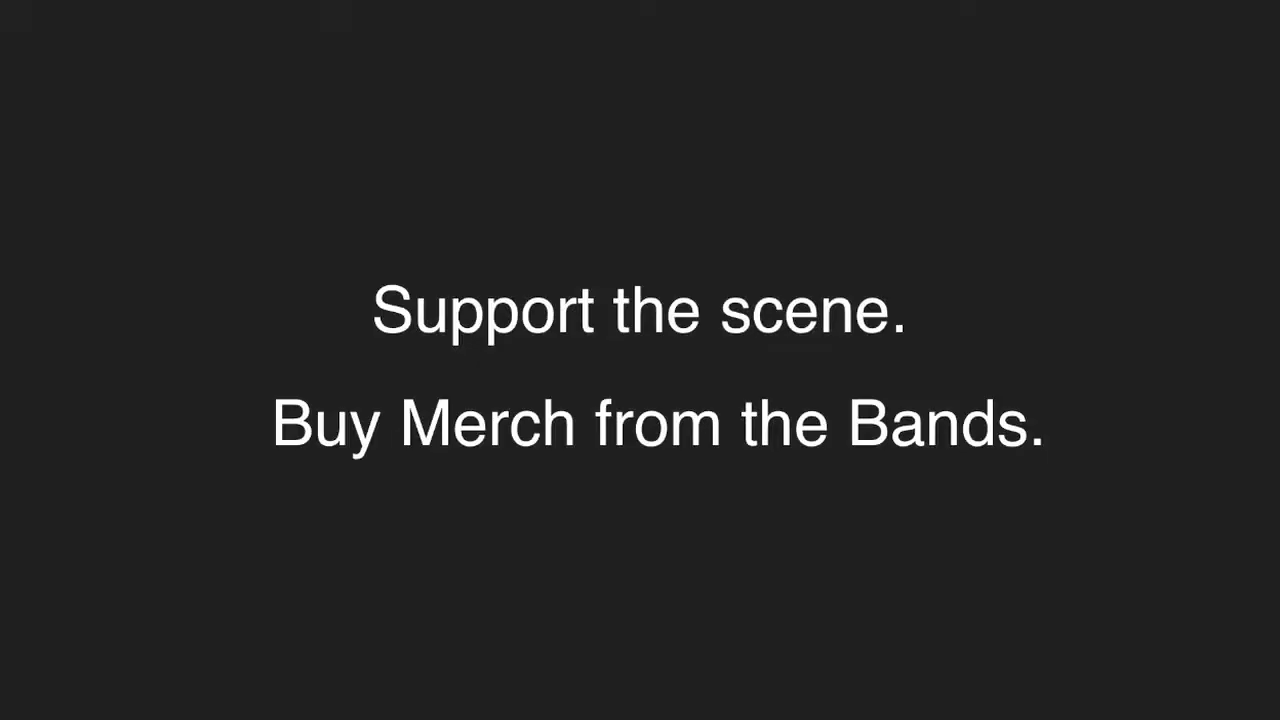 Support the scene.
Buy Merch from the Bands.